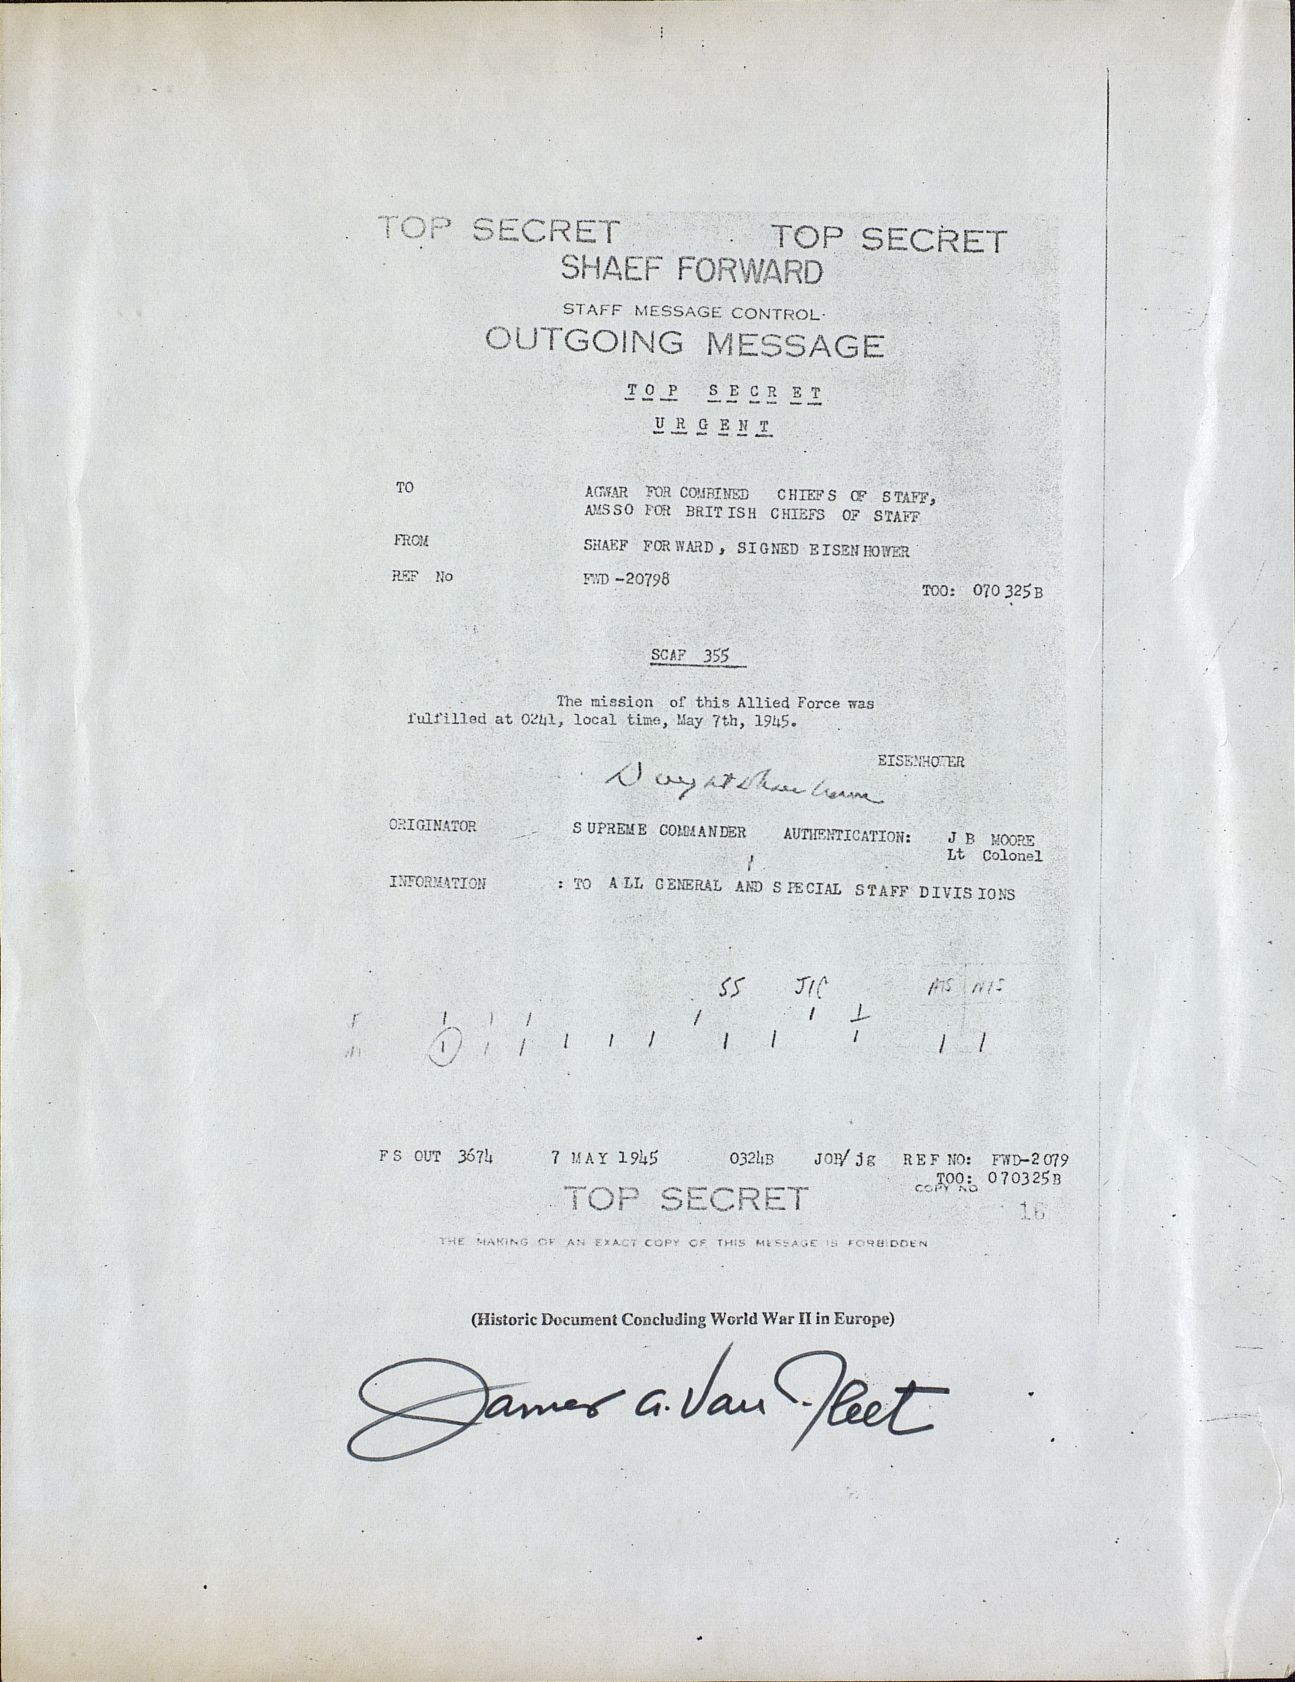 TOP SECRET TOP SECRET
SHAEF FORWARD
STAFF MESSAGE CONTROL
OUTGOING MESSAGE
TOP SECRET
URGENT
TO AGWAR FOR COMBINED CHIEFS OF STAFF,
AMSSO FOR BRITISH CHIEFS OF STAFF
FROM SHAEF FORWARD, SIGNED EISENHOWER
REF No FWD-20798 TOO: 070325B
SCAF 355
The mission of this Allied Force was
fulfilled at 0241, local time, May 7th, 1945.
EISENHOWER
Dwight D Eisenhower
ORIGINATOR SUPREME COMMANDER AUTHENTICATION: J B MOORE
Lt Colonel
INFORMATION : TO ALL GENERAL AND SPECIAL STAFF DIVISIONS
SS JIC
FS OUT 3674 7 MAY 1945 0324B JOB/jg REF NO: FWD-2079
TOO: 070325B
COPY NO
TOP SECRET 16
THE MAKING OF AN EXACT COPY OF THIS MESSAGE IS FORBIDDEN
(Historic Document Concluding World War II in Europe)
James A. Van Fleet